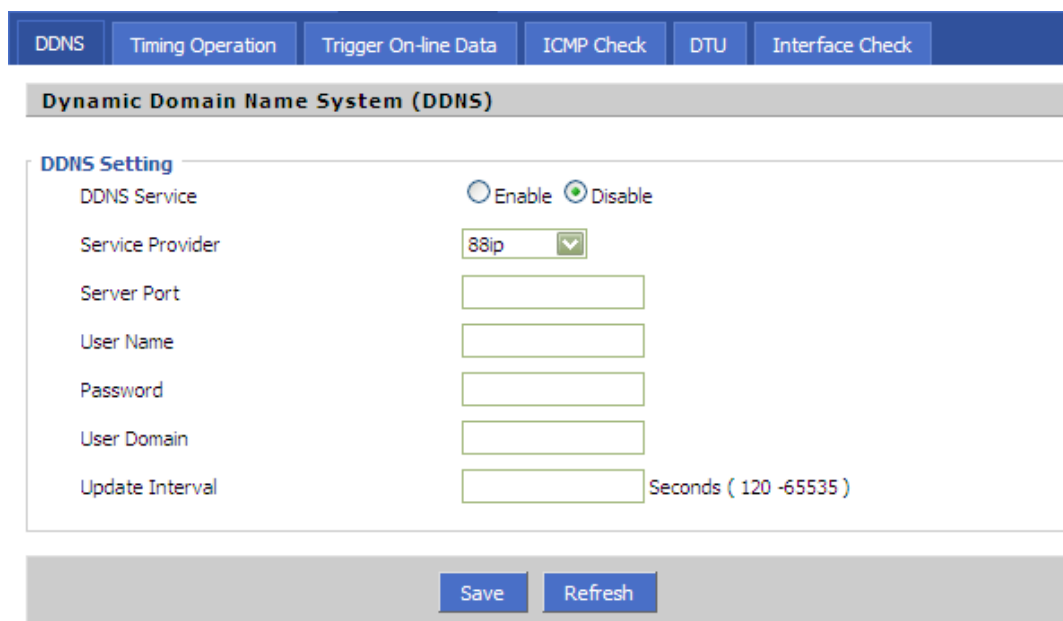 DDNS Timing Operation Trigger On-line Data ICMP Check DTU Interface Check
Dynamic Domain Name System (DDNS)
DDNS Setting
DDNS Service Enable Disable
Service Provider 88ip
Server Port
User Name
Password
User Domain
Update Interval Seconds ( 120 -65535 )
Save Refresh